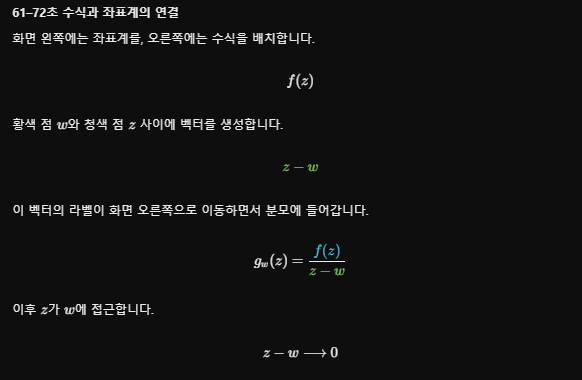 61–72초 수식과 좌표계의 연결
화면 왼쪽에는 좌표계를, 오른쪽에는 수식을 배치합니다.
f(z)
황색 점 w와 청색 점 z 사이에 벡터를 생성합니다.
z − w
이 벡터의 라벨이 화면 오른쪽으로 이동하면서 분모에 들어갑니다.
g_w(z) = f(z) / (z − w)
이후 z가 w에 접근합니다.
z − w ⟶ 0